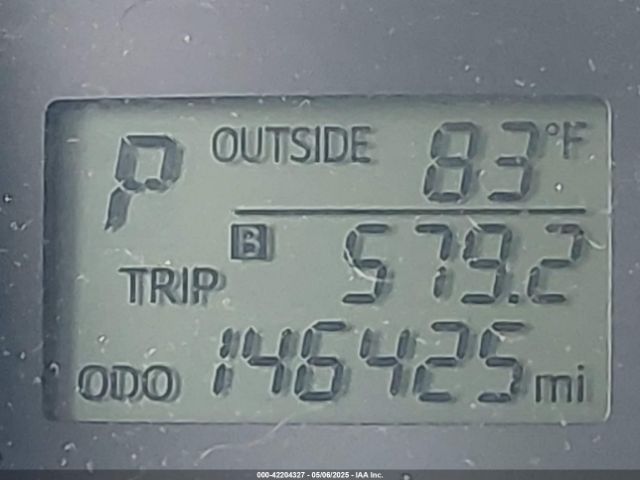 P OUTSIDE 83°F
B
TRIP 579.2
ODO 146425 mi
000-42204327 - 05/06/2025 - IAA Inc.